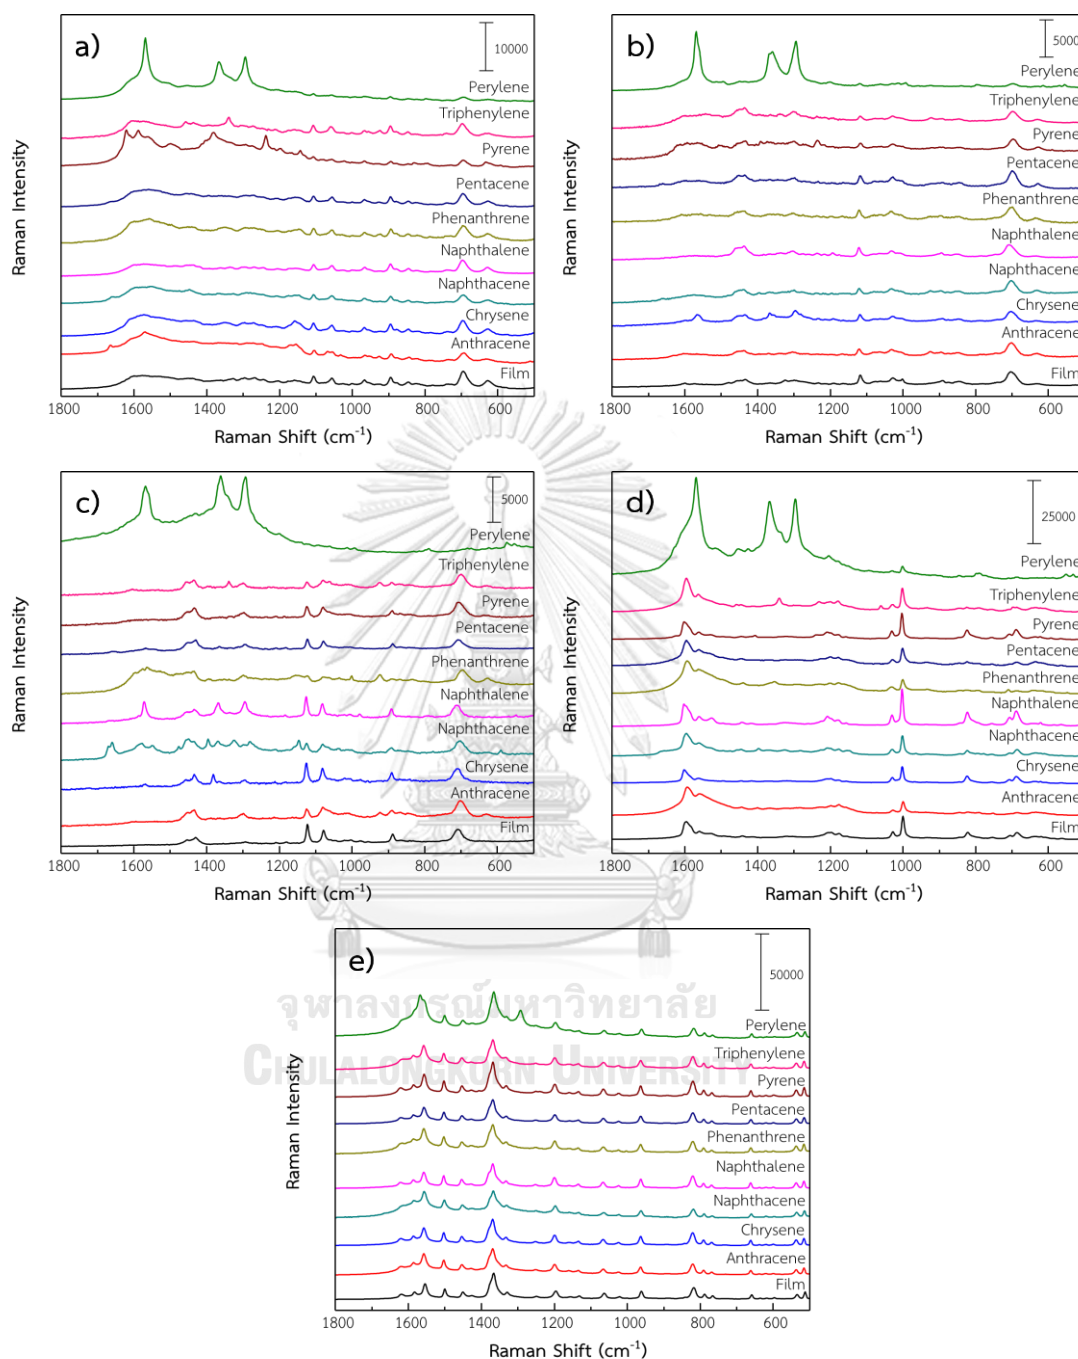 a)
10000
Perylene
Triphenylene
Pyrene
Pentacene
Phenanthrene
Naphthalene
Naphthacene
Chrysene
Anthracene
Film
1800 1600 1400 1200 1000 800 600
Raman Shift (cm⁻¹)
Raman Intensity
b)
5000
Perylene
Triphenylene
Pyrene
Pentacene
Phenanthrene
Naphthalene
Naphthacene
Chrysene
Anthracene
Film
1800 1600 1400 1200 1000 800 600
Raman Shift (cm⁻¹)
Raman Intensity
c)
5000
Perylene
Triphenylene
Pyrene
Pentacene
Phenanthrene
Naphthalene
Naphthacene
Chrysene
Anthracene
Film
1800 1600 1400 1200 1000 800 600
Raman Shift (cm⁻¹)
Raman Intensity
d)
25000
Perylene
Triphenylene
Pyrene
Pentacene
Phenanthrene
Naphthalene
Naphthacene
Chrysene
Anthracene
Film
1800 1600 1400 1200 1000 800 600
Raman Shift (cm⁻¹)
Raman Intensity
e)
50000
Perylene
Triphenylene
Pyrene
Pentacene
Phenanthrene
Naphthalene
Naphthacene
Chrysene
Anthracene
Film
1800 1600 1400 1200 1000 800 600
Raman Shift (cm⁻¹)
Raman Intensity
จุฬาลงกรณ์มหาวิทยาลัย
CHULALONGKORN UNIVERSITY